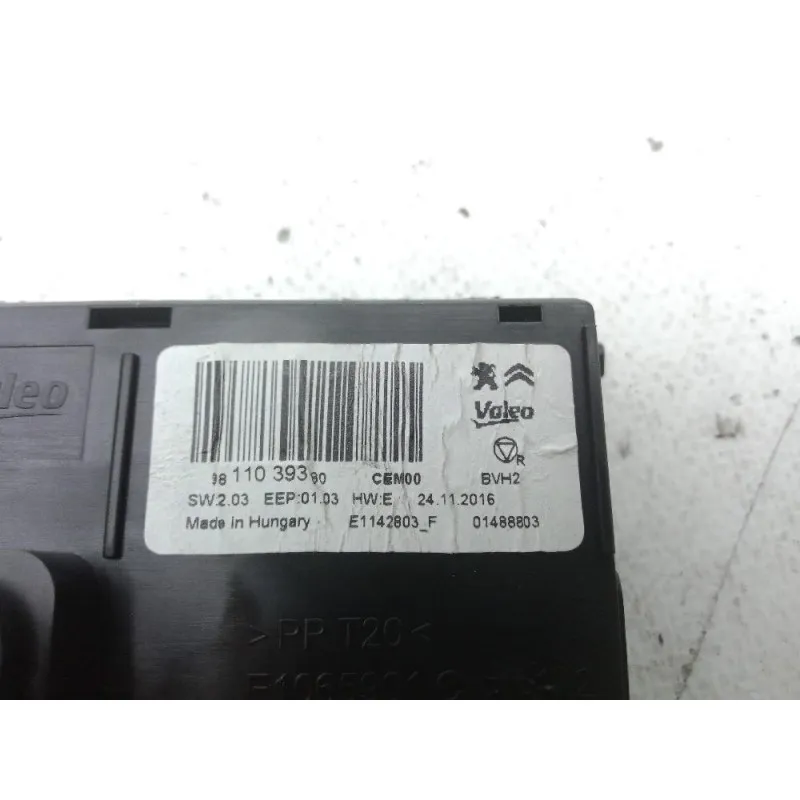 Valeo
Valeo
R
98 110 393 80 CEM00 BVH2
SW:2.03 EEP:01.03 HW:E 24.11.2016
Made in Hungary E1142803_F 01488803
>PP T20<